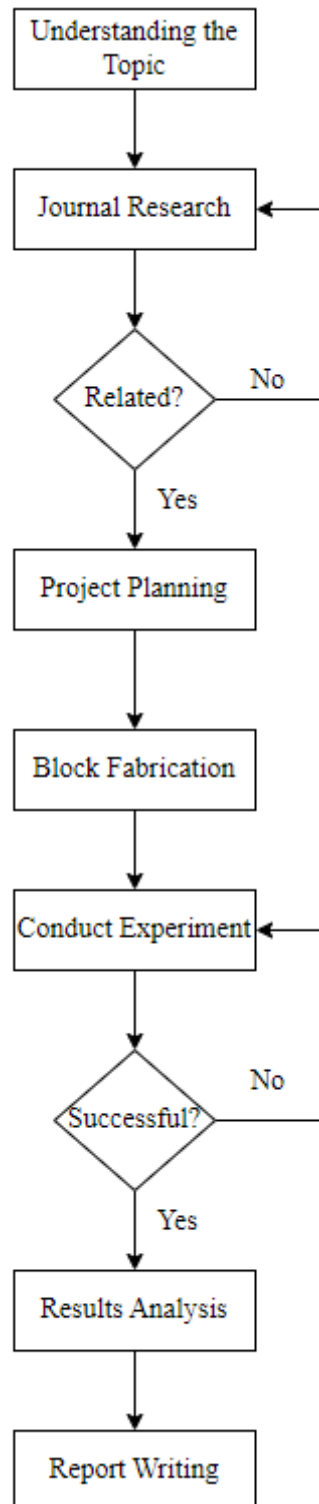 Understanding the
Topic
Journal Research
Related?
No
Yes
Project Planning
Block Fabrication
Conduct Experiment
No
Successful?
Yes
Results Analysis
Report Writing